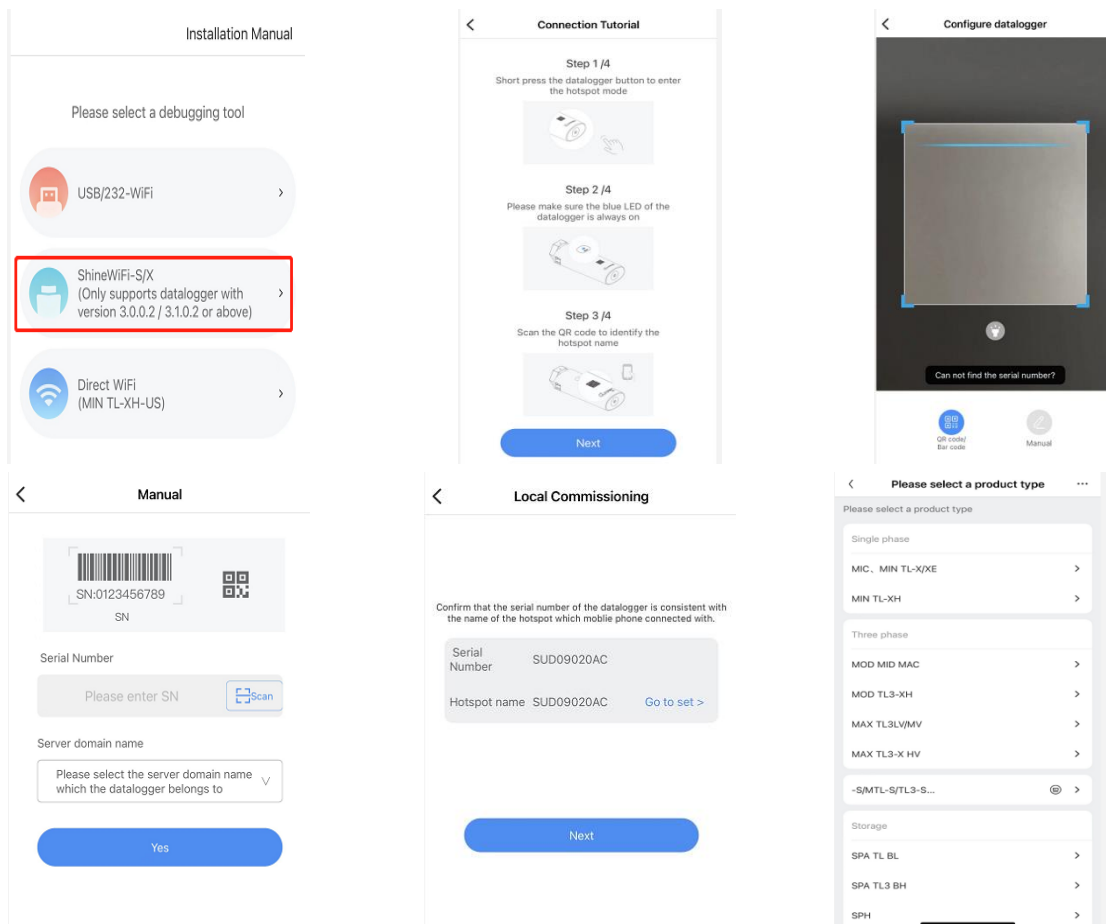 Installation Manual
Please select a debugging tool
USB/232-WiFi
ShineWiFi-S/X
(Only supports datalogger with
version 3.0.0.2 / 3.1.0.2 or above)
Direct WiFi
(MIN TL-XH-US)
Connection Tutorial
Step 1 /4
Short press the datalogger button to enter
the hotspot mode
Step 2 /4
Please make sure the blue LED of the
datalogger is always on
Step 3 /4
Scan the QR code to identify the
hotspot name
Next
Configure datalogger
Can not find the serial number?
QR code/
Bar code
Manual
Manual
SN:0123456789
SN
Serial Number
Please enter SN
Scan
Server domain name
Please select the server domain name
which the datalogger belongs to
Yes
Local Commissioning
Confirm that the serial number of the datalogger is consistent with
the name of the hotspot which moblie phone connected with.
Serial
Number
SUD09020AC
Hotspot name SUD09020AC Go to set >
Next
Please select a product type
Please select a product type
Single phase
MIC、MIN TL-X/XE
MIN TL-XH
Three phase
MOD MID MAC
MOD TL3-XH
MAX TL3LV/MV
MAX TL3-X HV
-S/MTL-S/TL3-S...
Storage
SPA TL BL
SPA TL3 BH
SPH